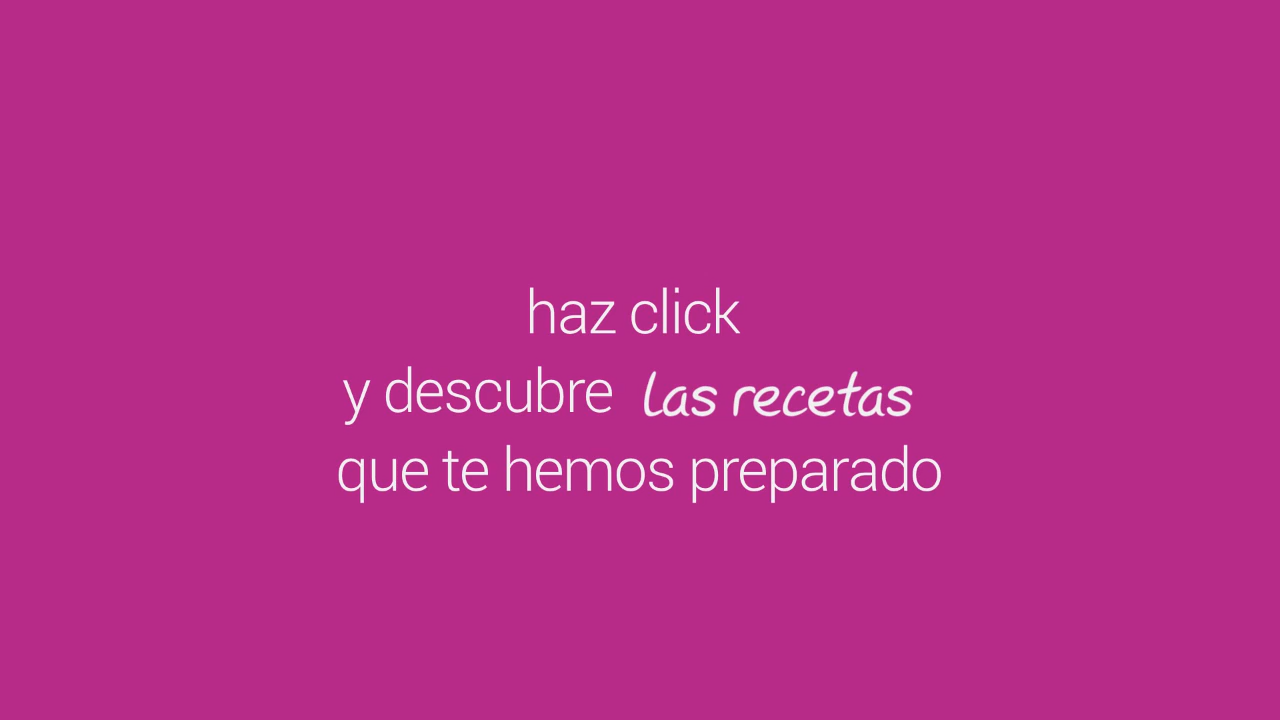 haz click
y descubre las recetas
que te hemos preparado